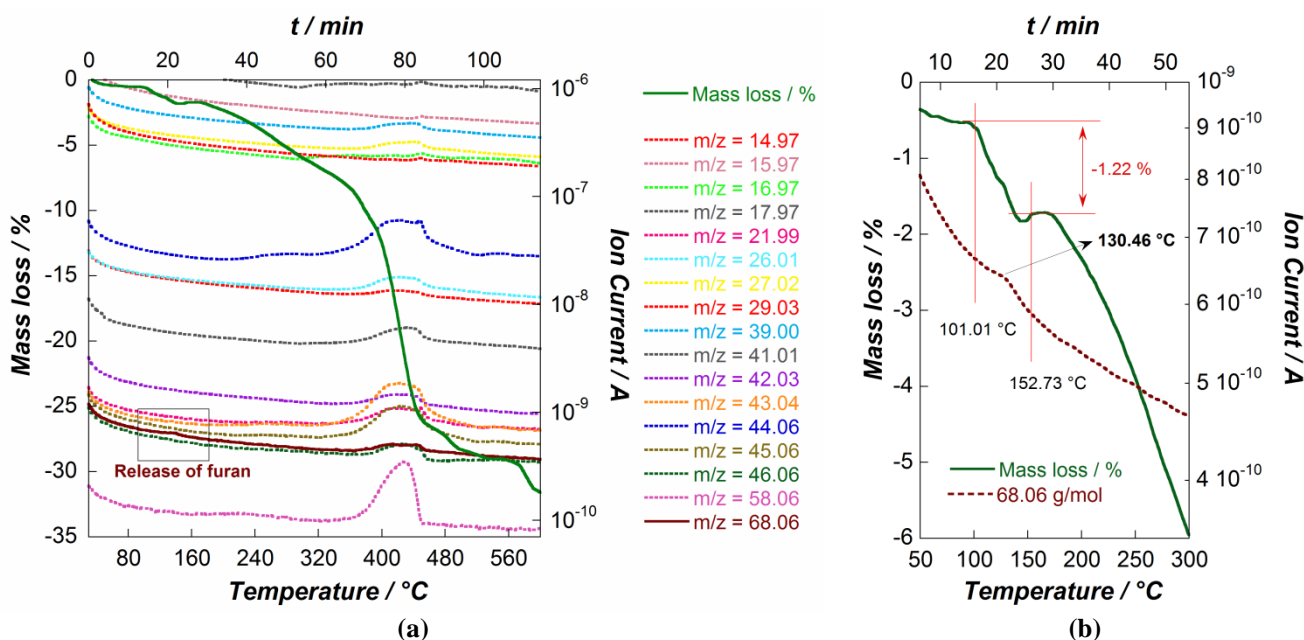 t / min
0 20 40 60 80 100
0
-5
-10
-15
-20
-25
-30
-35
Mass loss / %
10^-6
10^-7
10^-8
10^-9
10^-10
Ion Current / A
Release of furan
80 160 240 320 400 480 560
Temperature / °C
(a)
Mass loss / %
m/z = 14.97
m/z = 15.97
m/z = 16.97
m/z = 17.97
m/z = 21.99
m/z = 26.01
m/z = 27.02
m/z = 29.03
m/z = 39.00
m/z = 41.01
m/z = 42.03
m/z = 43.04
m/z = 44.06
m/z = 45.06
m/z = 46.06
m/z = 58.06
m/z = 68.06
t / min
10 20 30 40 50
0
-1
-2
-3
-4
-5
-6
Mass loss / %
10^-9
9 10^-10
8 10^-10
7 10^-10
6 10^-10
5 10^-10
4 10^-10
Ion Current / A
-1.22 %
130.46 °C
101.01 °C
152.73 °C
Mass loss / %
68.06 g/mol
50 100 150 200 250 300
Temperature / °C
(b)